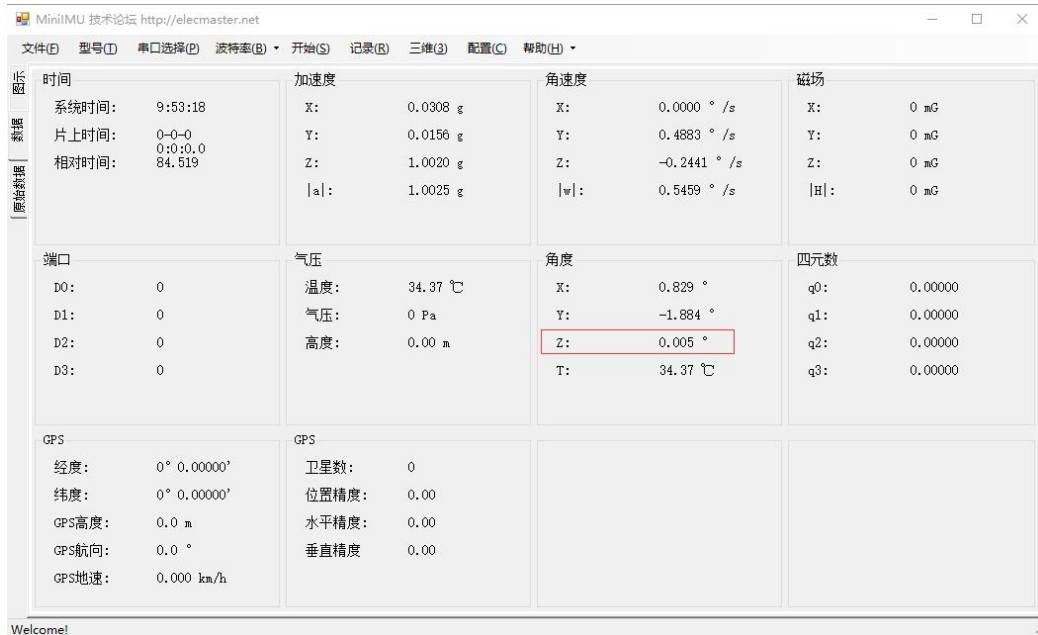 MiniIMU 技术论坛 http://elecmaster.net
文件(F) 型号(T) 串口选择(P) 波特率(B) 开始(S) 记录(R) 三维(3) 配置(C) 帮助(H)
图示
数据
原始数据
时间
系统时间: 9:53:18
片上时间: 0-0-0
0:0:0.0
相对时间: 84.519
加速度
X: 0.0308 g
Y: 0.0156 g
Z: 1.0020 g
|a|: 1.0025 g
角速度
X: 0.0000 ° /s
Y: 0.4883 ° /s
Z: -0.2441 ° /s
|w|: 0.5459 ° /s
磁场
X: 0 mG
Y: 0 mG
Z: 0 mG
|H|: 0 mG
端口
D0: 0
D1: 0
D2: 0
D3: 0
气压
温度: 34.37 ℃
气压: 0 Pa
高度: 0.00 m
角度
X: 0.829 °
Y: -1.884 °
Z: 0.005 °
T: 34.37 ℃
四元数
q0: 0.00000
q1: 0.00000
q2: 0.00000
q3: 0.00000
GPS
经度: 0° 0.00000'
纬度: 0° 0.00000'
GPS高度: 0.0 m
GPS航向: 0.0 °
GPS地速: 0.000 km/h
GPS
卫星数: 0
位置精度: 0.00
水平精度: 0.00
垂直精度 0.00
Welcome!